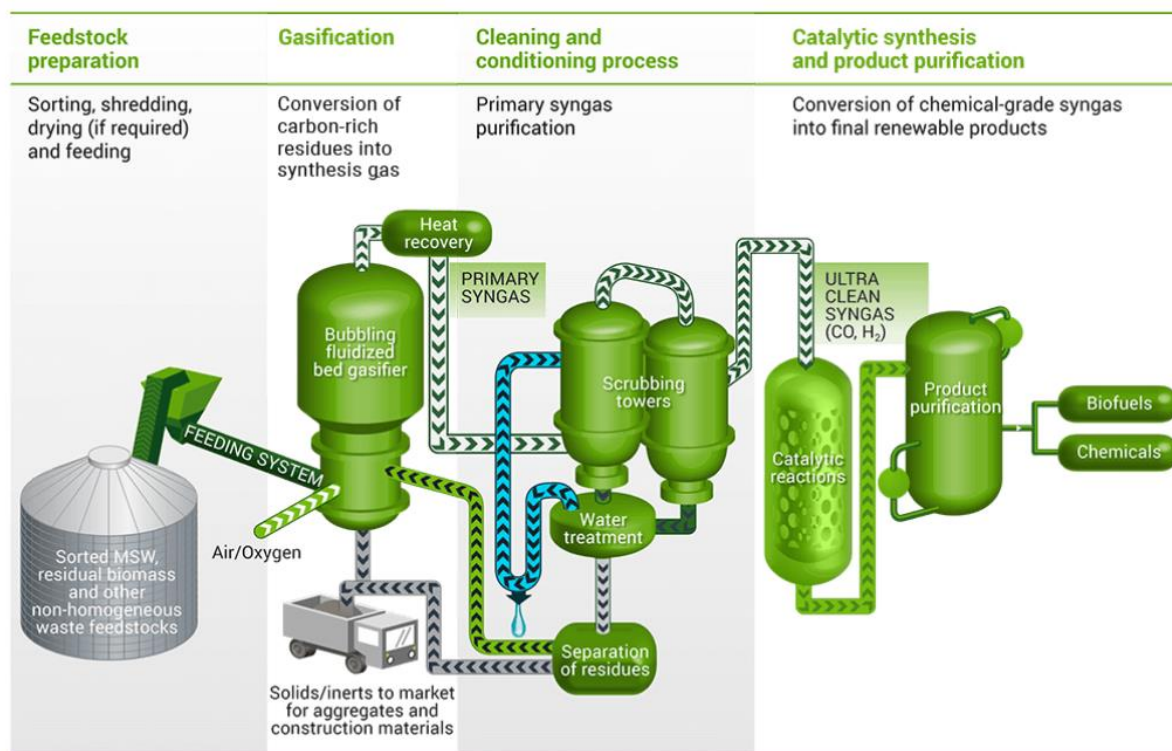 Feedstock
preparation
Gasification
Cleaning and
conditioning process
Catalytic synthesis
and product purification
Sorting, shredding,
drying (if required)
and feeding
Conversion of
carbon-rich
residues into
synthesis gas
Primary syngas
purification
Conversion of chemical-grade syngas
into final renewable products
Heat
recovery
PRIMARY
SYNGAS
ULTRA
CLEAN
SYNGAS
(CO, H₂)
Bubbling
fluidized
bed gasifier
Scrubbing
towers
Product
purification
Biofuels
Chemicals
FEEDING SYSTEM
Catalytic
reactions
Water
treatment
Air/Oxygen
Sorted MSW,
residual biomass
and other
non-homogeneous
waste feedstocks
Separation
of residues
Solids/inerts to market
for aggregates and
construction materials